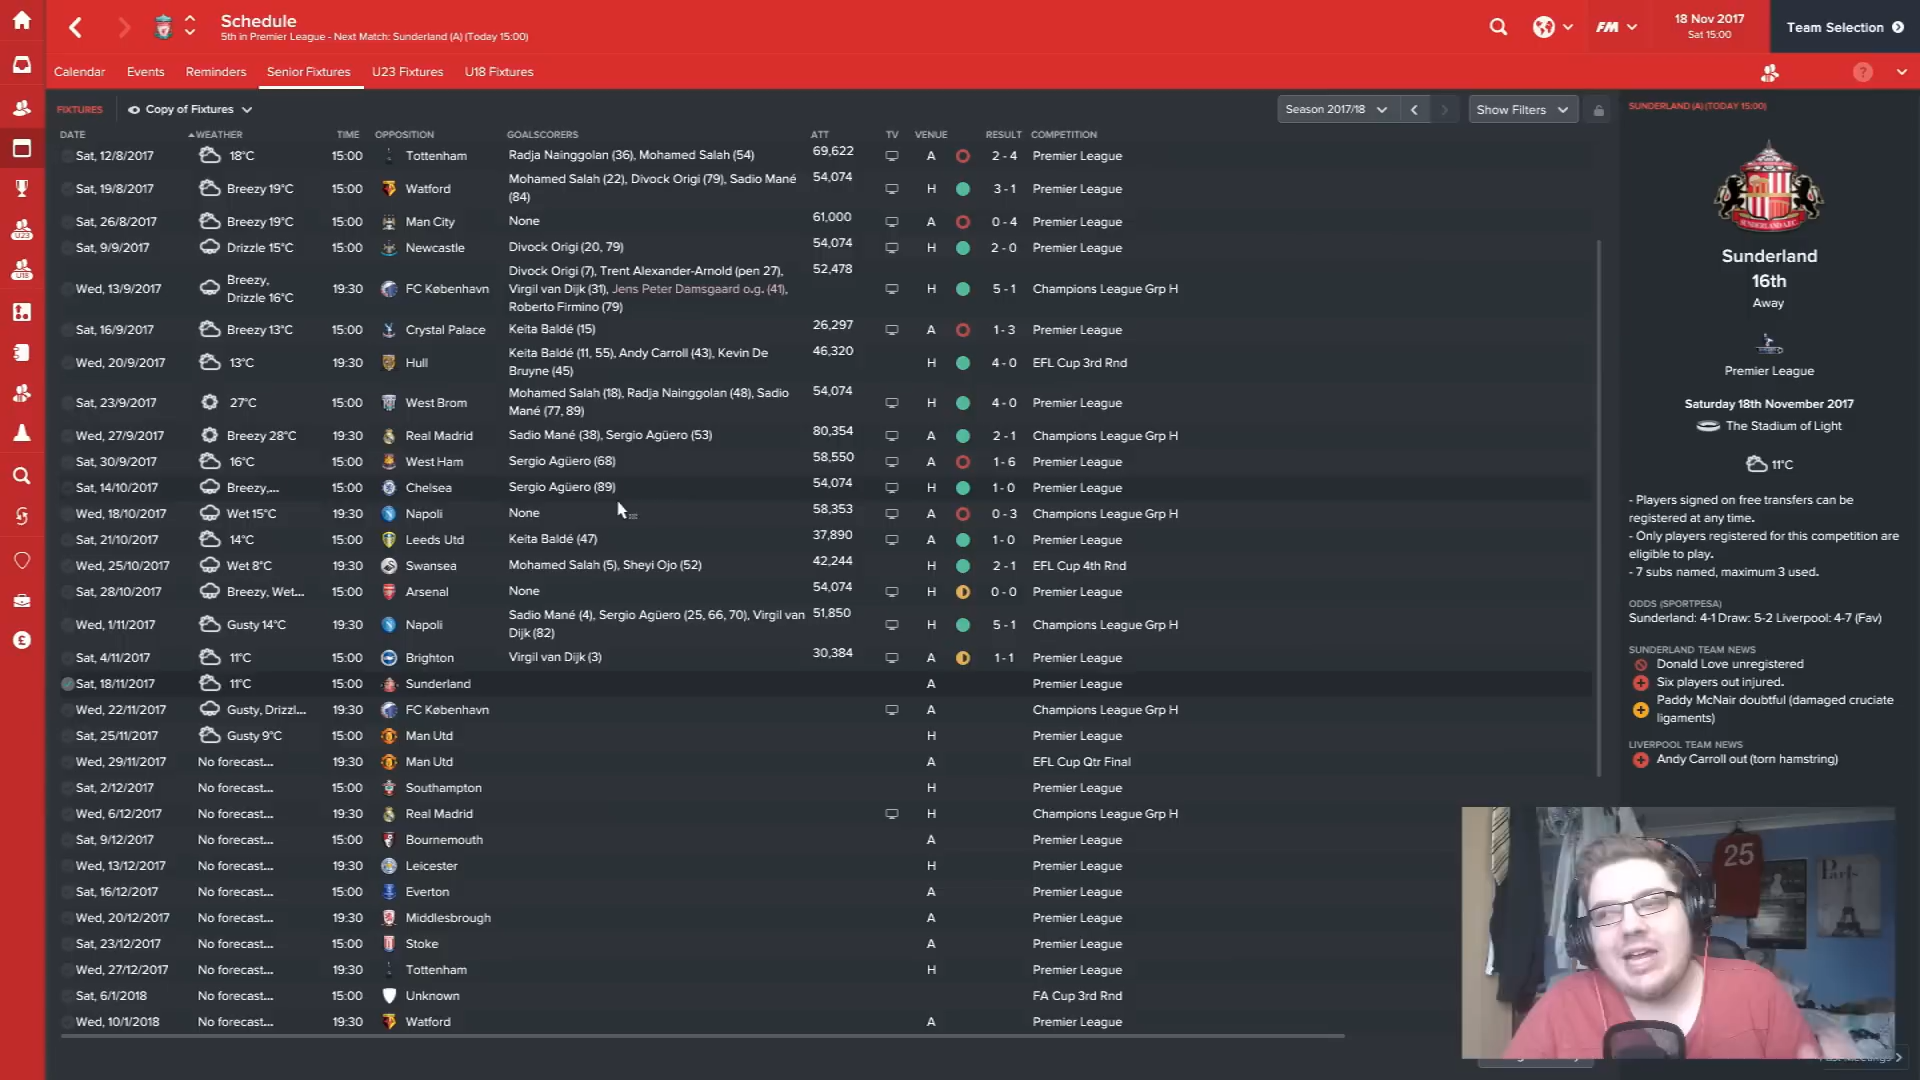 Schedule
5th in Premier League - Next Match: Sunderland (A) (Today 15:00)
FM
18 Nov 2017
Sat 15:00
Team Selection
Calendar Events Reminders Senior Fixtures U23 Fixtures U18 Fixtures
FIXTURES Copy of Fixtures Season 2017/18 Show Filters
DATE WEATHER TIME OPPOSITION GOALSCORERS ATT TV VENUE RESULT COMPETITION
Sat, 12/8/2017 18°C 15:00 Tottenham Radja Nainggolan (36), Mohamed Salah (54) 69,622 A 2 - 4 Premier League
Sat, 19/8/2017 Breezy 19°C 15:00 Watford Mohamed Salah (22), Divock Origi (79), Sadio Mané (84) 54,074 H 3 - 1 Premier League
Sat, 26/8/2017 Breezy 19°C 15:00 Man City None 61,000 A 0 - 4 Premier League
Sat, 9/9/2017 Drizzle 15°C 15:00 Newcastle Divock Origi (20, 79) 54,074 H 2 - 0 Premier League
Wed, 13/9/2017 Breezy, Drizzle 16°C 19:30 FC København Divock Origi (7), Trent Alexander-Arnold (pen 27), Virgil van Dijk (31), Jens Peter Damsgaard o.g. (41), Roberto Firmino (79) 52,478 H 5 - 1 Champions League Grp H
Sat, 16/9/2017 Breezy 13°C 15:00 Crystal Palace Keita Baldé (15) 26,297 A 1 - 3 Premier League
Wed, 20/9/2017 13°C 19:30 Hull Keita Baldé (11, 55), Andy Carroll (43), Kevin De Bruyne (45) 46,320 H 4 - 0 EFL Cup 3rd Rnd
Sat, 23/9/2017 27°C 15:00 West Brom Mohamed Salah (18), Radja Nainggolan (48), Sadio Mané (77, 89) 54,074 H 4 - 0 Premier League
Wed, 27/9/2017 Breezy 28°C 19:30 Real Madrid Sadio Mané (38), Sergio Agüero (53) 80,354 A 2 - 1 Champions League Grp H
Sat, 30/9/2017 16°C 15:00 West Ham Sergio Agüero (68) 58,550 A 1 - 6 Premier League
Sat, 14/10/2017 Breezy,... 15:00 Chelsea Sergio Agüero (89) 54,074 H 1 - 0 Premier League
Wed, 18/10/2017 Wet 15°C 19:30 Napoli None 58,353 A 0 - 3 Champions League Grp H
Sat, 21/10/2017 14°C 15:00 Leeds Utd Keita Baldé (47) 37,890 A 1 - 0 Premier League
Wed, 25/10/2017 Wet 8°C 19:30 Swansea Mohamed Salah (5), Sheyi Ojo (52) 42,244 H 2 - 1 EFL Cup 4th Rnd
Sat, 28/10/2017 Breezy, Wet... 15:00 Arsenal None 54,074 H 0 - 0 Premier League
Wed, 1/11/2017 Gusty 14°C 19:30 Napoli Sadio Mané (4), Sergio Agüero (25, 66, 70), Virgil van Dijk (82) 51,850 H 5 - 1 Champions League Grp H
Sat, 4/11/2017 11°C 15:00 Brighton Virgil van Dijk (3) 30,384 A 1 - 1 Premier League
Sat, 18/11/2017 11°C 15:00 Sunderland A Premier League
Wed, 22/11/2017 Gusty, Drizzl... 19:30 FC København A Champions League Grp H
Sat, 25/11/2017 Gusty 9°C 15:00 Man Utd H Premier League
Wed, 29/11/2017 No forecast... 19:30 Man Utd A EFL Cup Qtr Final
Sat, 2/12/2017 No forecast... 15:00 Southampton H Premier League
Wed, 6/12/2017 No forecast... 19:30 Real Madrid H Champions League Grp H
Sat, 9/12/2017 No forecast... 15:00 Bournemouth A Premier League
Wed, 13/12/2017 No forecast... 19:30 Leicester H Premier League
Sat, 16/12/2017 No forecast... 15:00 Everton A Premier League
Wed, 20/12/2017 No forecast... 19:30 Middlesbrough A Premier League
Sat, 23/12/2017 No forecast... 15:00 Stoke A Premier League
Wed, 27/12/2017 No forecast... 19:30 Tottenham H Premier League
Sat, 6/1/2018 No forecast... 15:00 Unknown FA Cup 3rd Rnd
Wed, 10/1/2018 No forecast... 19:30 Watford A Premier League
SUNDERLAND (A) (TODAY 15:00)
Sunderland
16th
Away
Premier League
Saturday 18th November 2017
The Stadium of Light
11°C
- Players signed on free transfers can be
registered at any time.
- Only players registered for this competition are
eligible to play.
- 7 subs named, maximum 3 used.
ODDS (SPORTPESA)
Sunderland: 4-1 Draw: 5-2 Liverpool: 4-7 (Fav)
SUNDERLAND TEAM NEWS
Donald Love unregistered
Six players out injured.
Paddy McNair doubtful (damaged cruciate
ligaments)
LIVERPOOL TEAM NEWS
Andy Carroll out (torn hamstring)
25
Paris
U23
U18